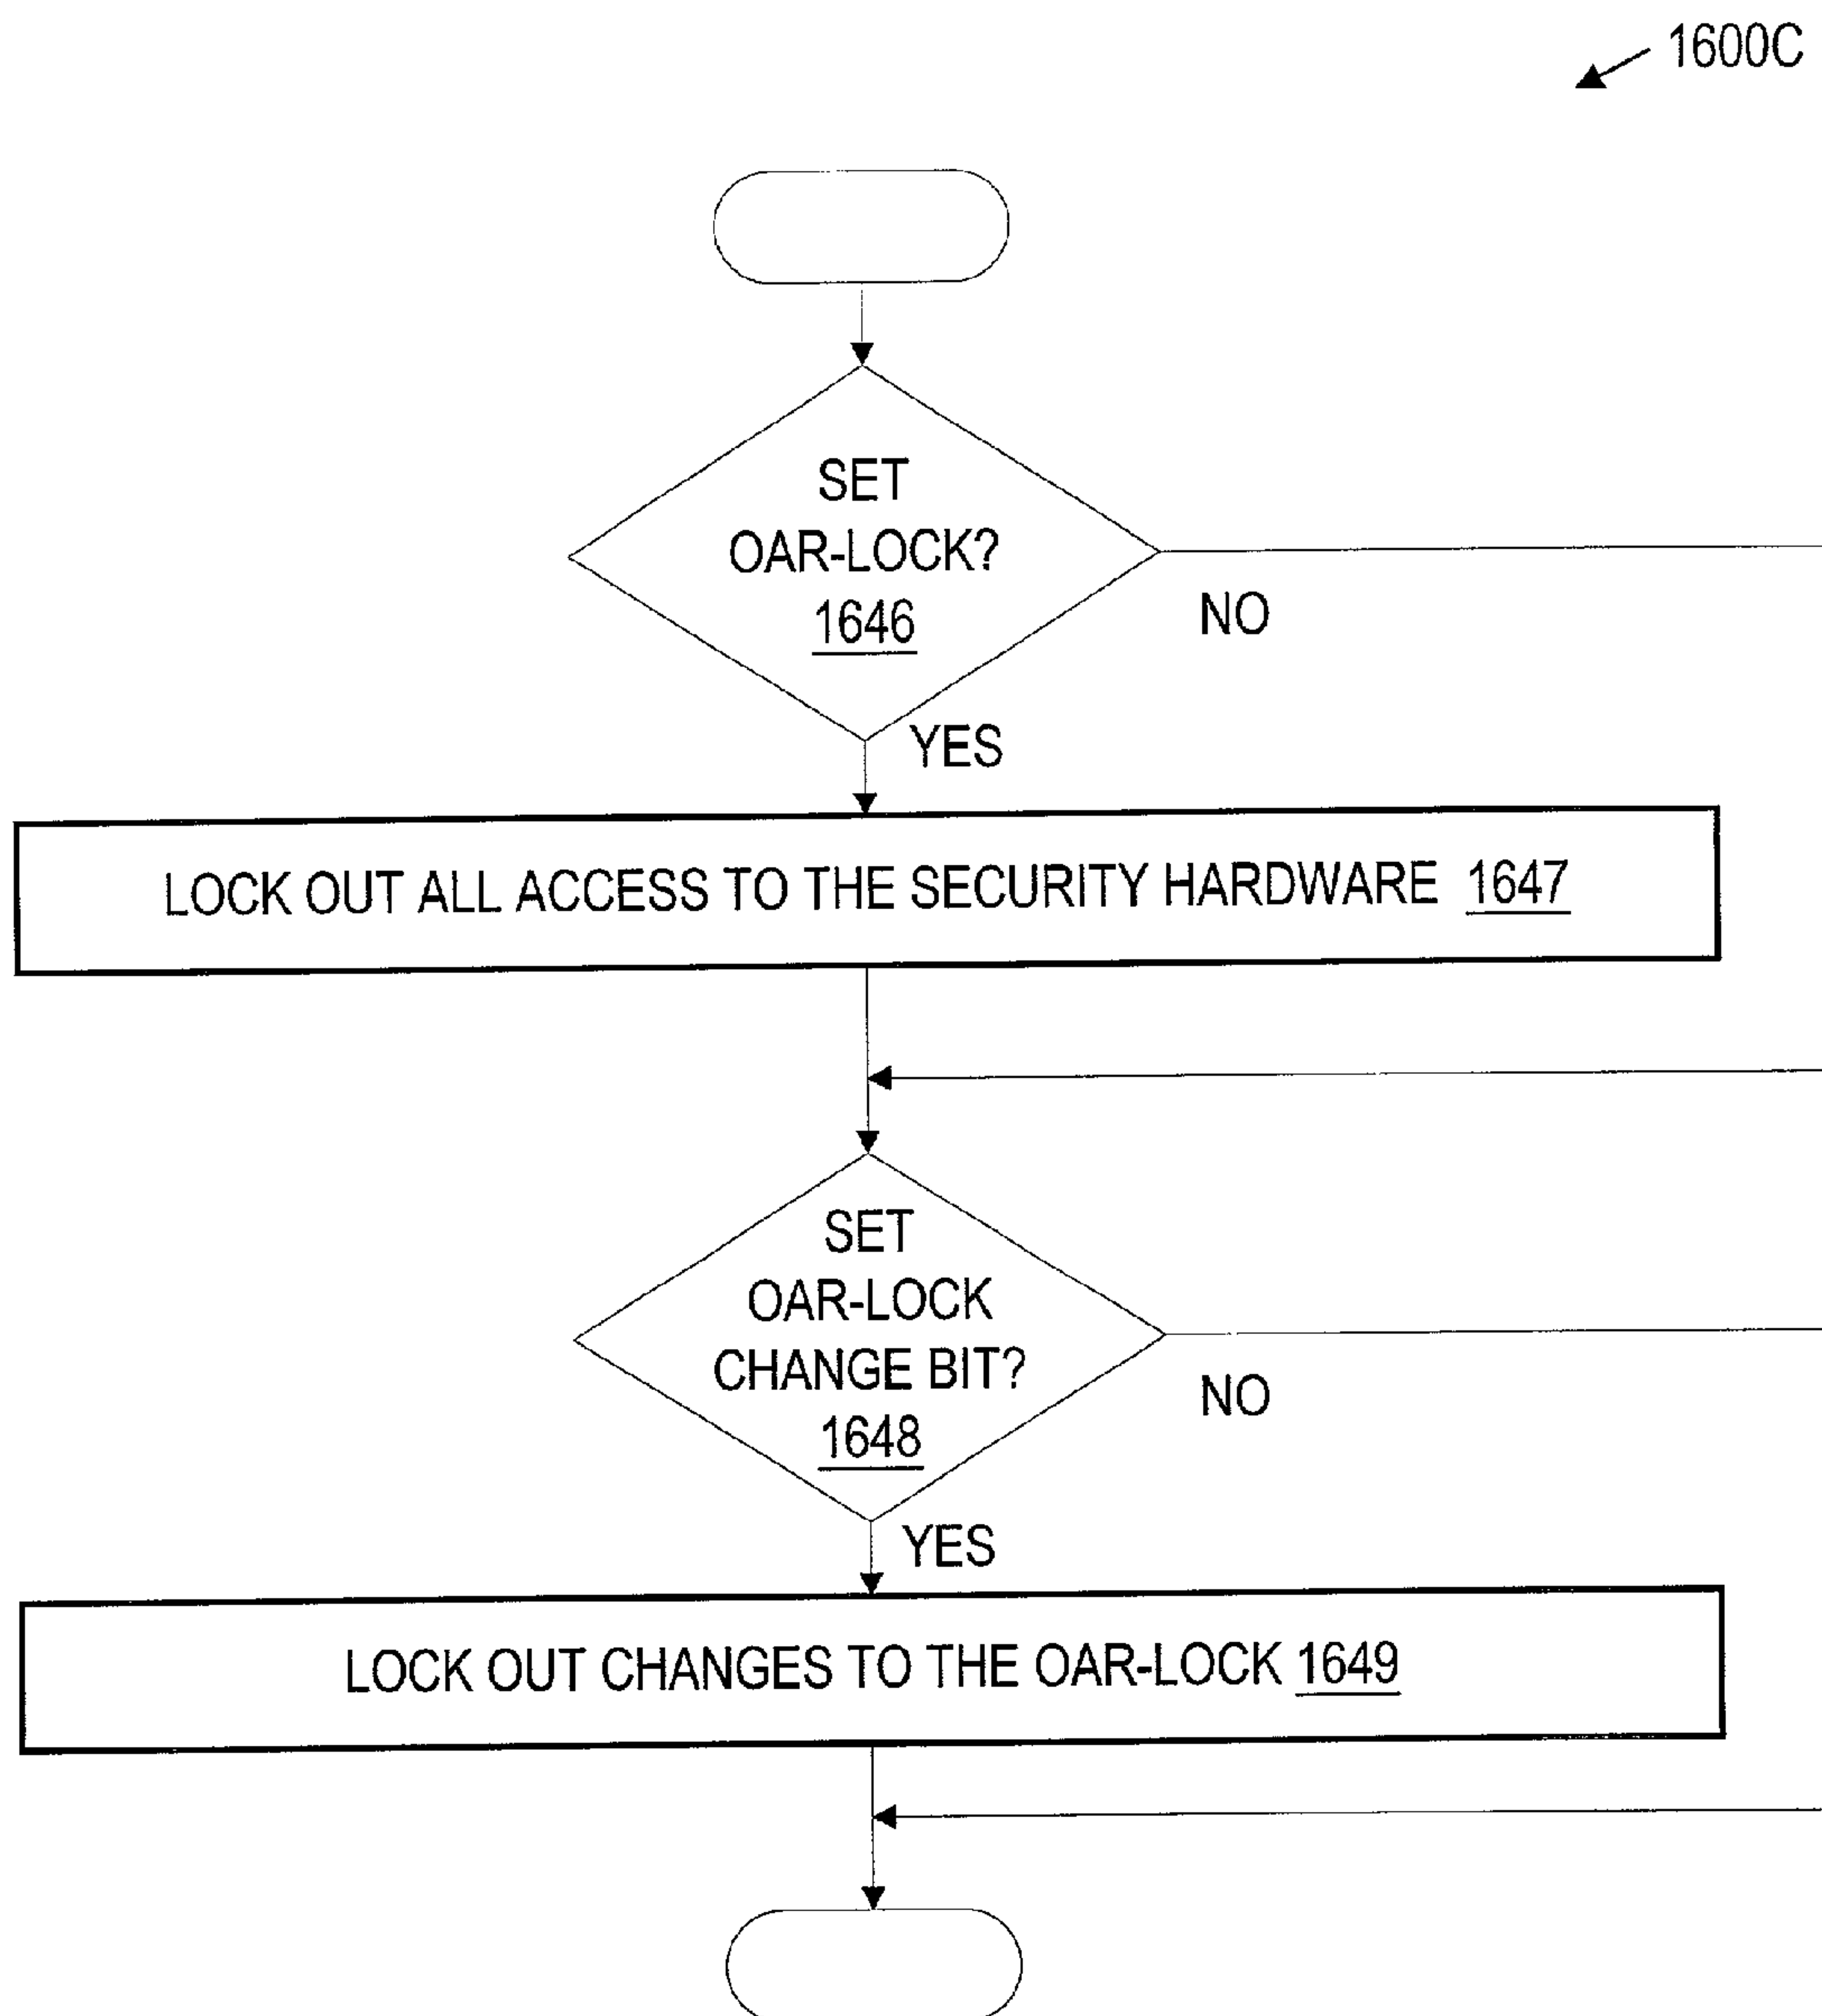 1600C
SET
OAR-LOCK?
1646
NO
YES
LOCK OUT ALL ACCESS TO THE SECURITY HARDWARE 1647
SET
OAR-LOCK
CHANGE BIT?
1648
NO
YES
LOCK OUT CHANGES TO THE OAR-LOCK 1649